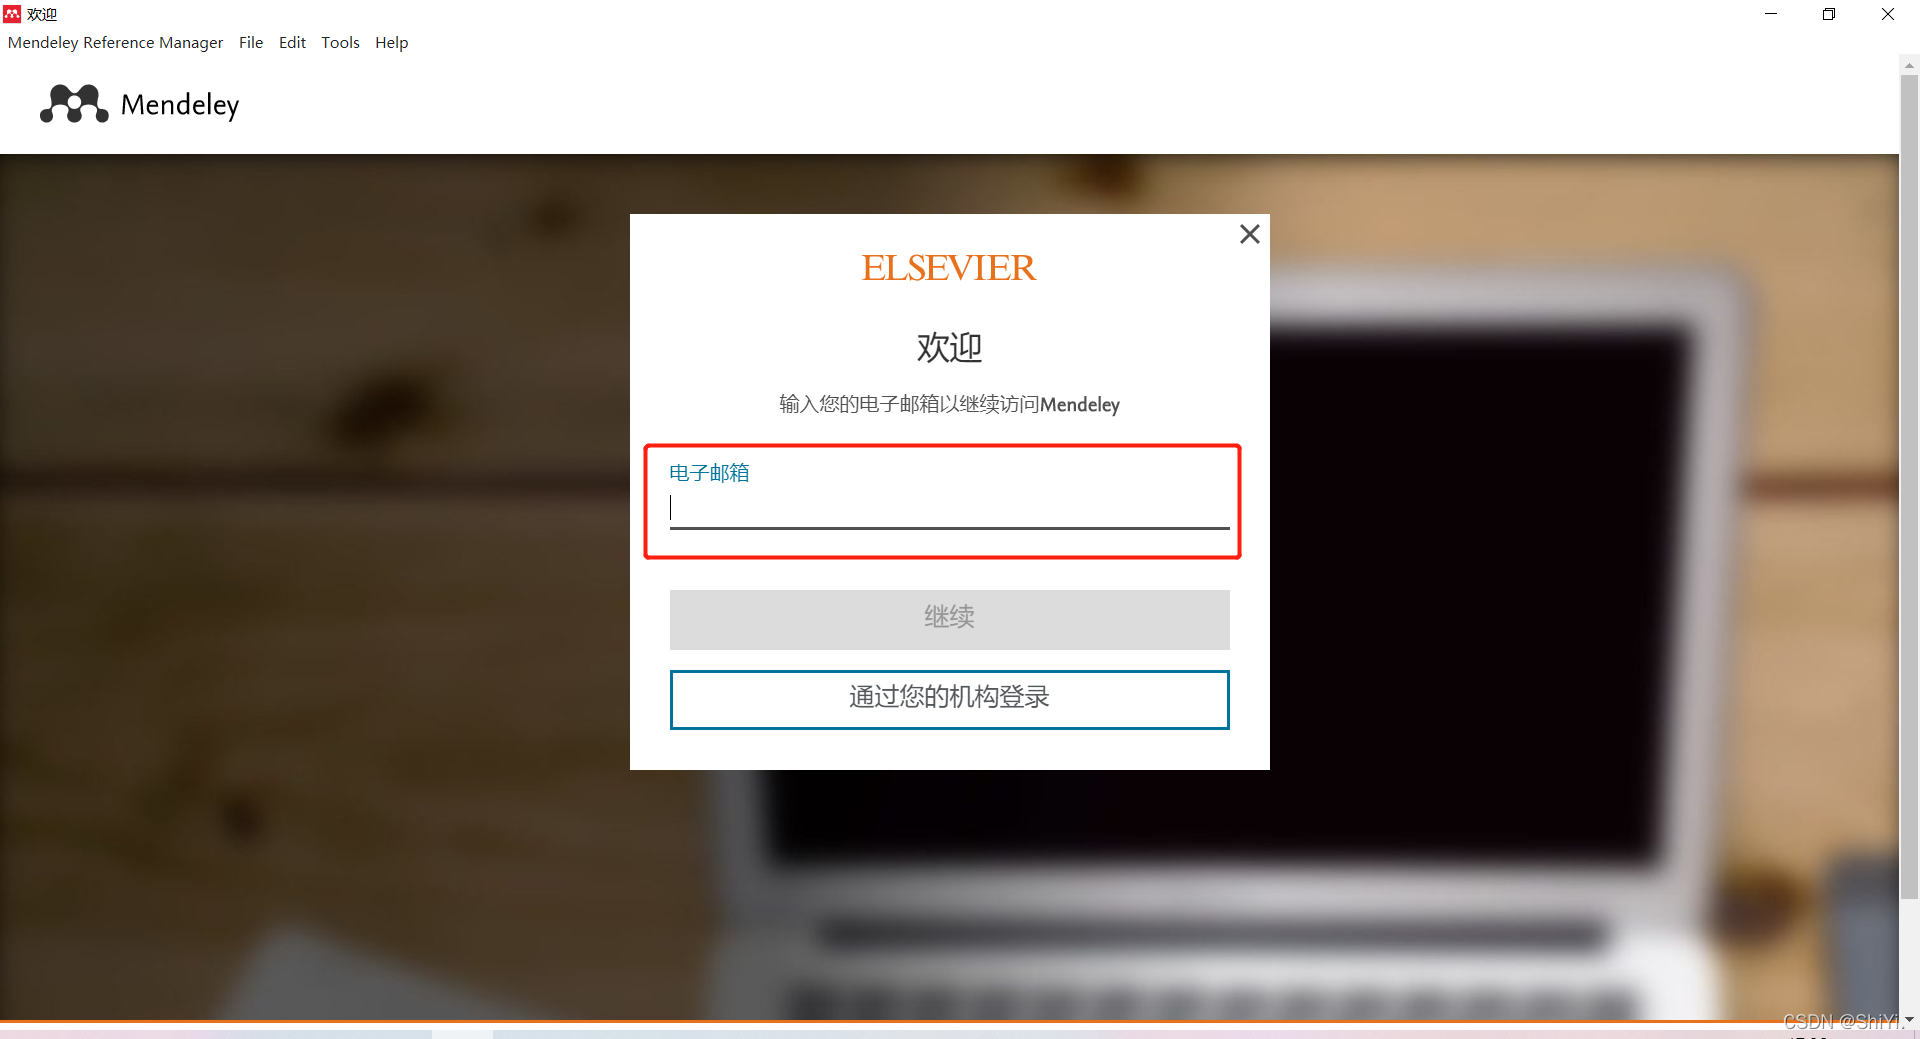 欢迎
Mendeley Reference Manager File Edit Tools Help
Mendeley
ELSEVIER
欢迎
输入您的电子邮箱以继续访问Mendeley
电子邮箱
继续
通过您的机构登录
CSDN @ShiYi.